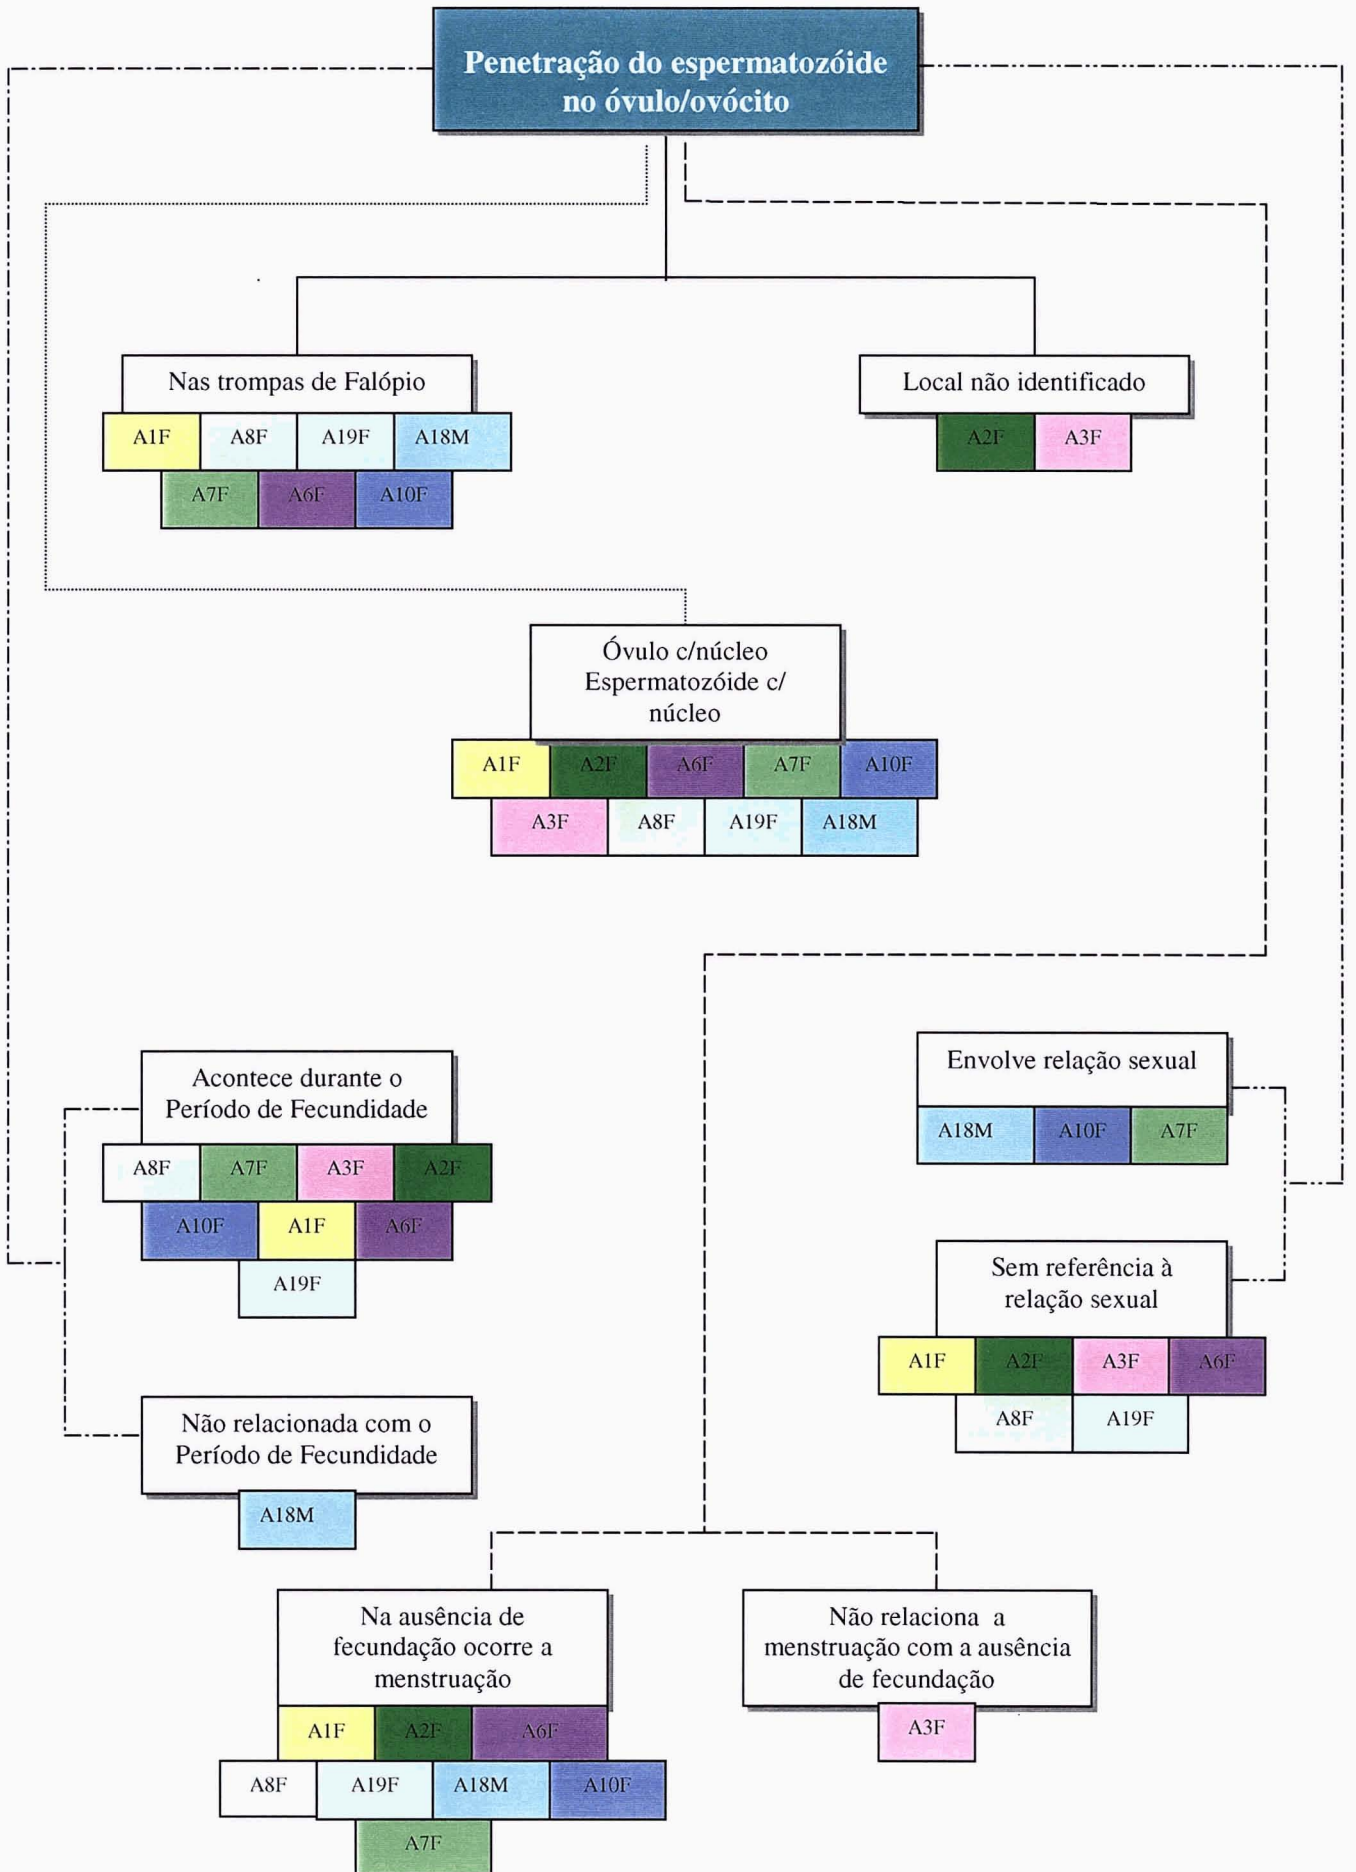 Penetração do espermatozóide
no óvulo/ovócito
Nas trompas de Falópio
A1F A8F A19F A18M
A7F A6F A10F
Local não identificado
A2F A3F
Óvulo c/núcleo
Espermatozóide c/
núcleo
A1F A2F A6F A7F A10F
A3F A8F A19F A18M
Acontece durante o
Período de Fecundidade
A8F A7F A3F A2F
A10F A1F A6F
A19F
Não relacionada com o
Período de Fecundidade
A18M
Envolve relação sexual
A18M A10F A7F
Sem referência à
relação sexual
A1F A2F A3F A6F
A8F A19F
Na ausência de
fecundação ocorre a
menstruação
A1F A2F A6F
A8F A19F A18M A10F
A7F
Não relaciona a
menstruação com a ausência
de fecundação
A3F